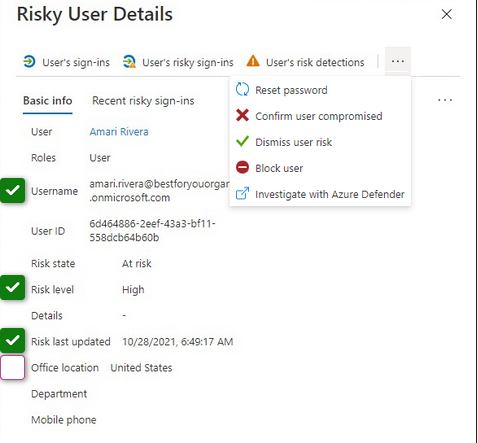 Risky User Details
User's sign-ins
User's risky sign-ins
User's risk detections
Reset password
Confirm user compromised
Dismiss user risk
Block user
Investigate with Azure Defender
Basic info
Recent risky sign-ins
User
Amari Rivera
Roles
User
Username
amari.rivera@bestforyouorgan
.onmicrosoft.com
User ID
6d464886-2eef-43a3-bf11-
558dcb64b60b
Risk state
At risk
Risk level
High
Details
-
Risk last updated
10/28/2021, 6:49:17 AM
Office location
United States
Department
Mobile phone